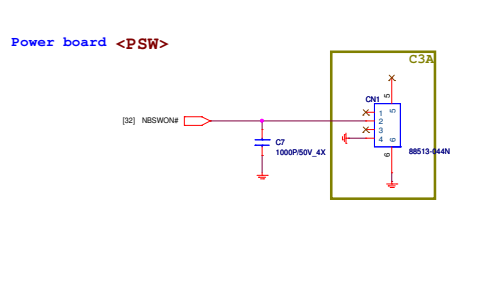 Power board <PSW>
C3A
CN1
5
5
[32] NBSWON#
1
2
3
4
6
6
88513-044N
C7
1000P/50V_4X